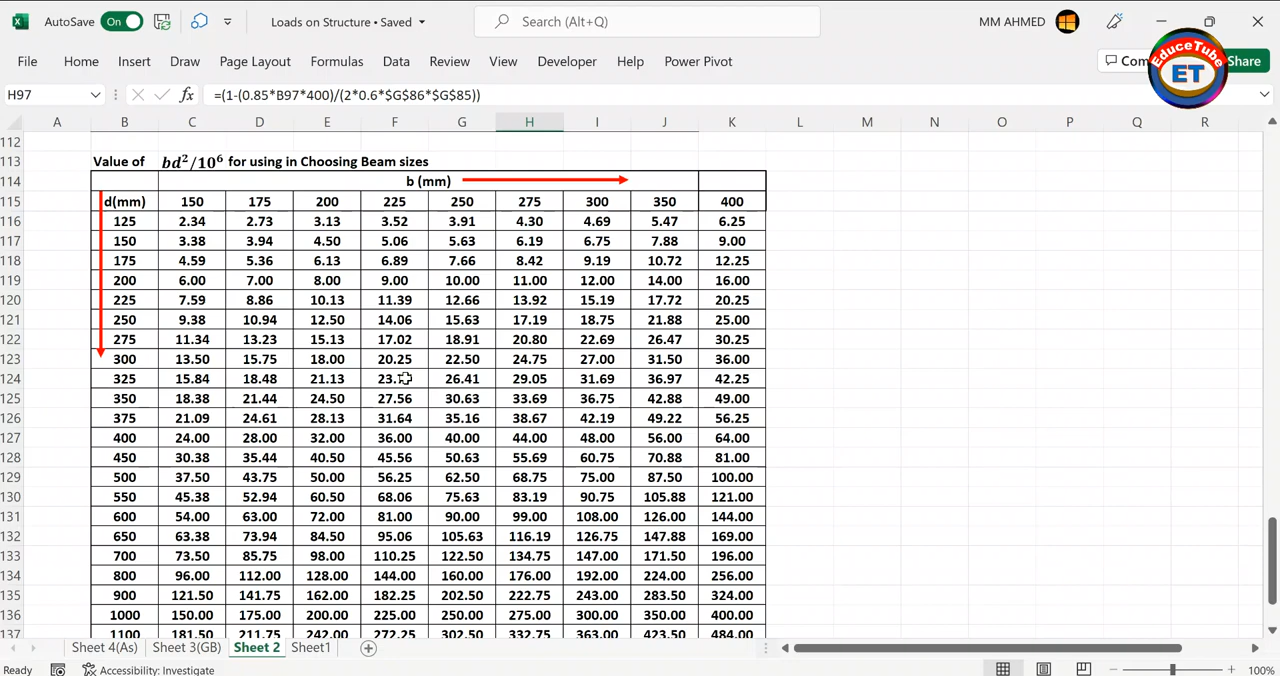 AutoSave On Loads on Structure • Saved Search (Alt+Q) MM AHMED
File Home Insert Draw Page Layout Formulas Data Review View Developer Help Power Pivot Com Share
EduceTube
ET
H97 fx =(1-(0.85*B97*400)/(2*0.6*$G$86*$G$85))
A B C D E F G H I J K L M N O P Q R
112
113 Value of bd²/10⁶ for using in Choosing Beam sizes
114 b (mm)
115 d(mm) 150 175 200 225 250 275 300 350 400
116 125 2.34 2.73 3.13 3.52 3.91 4.30 4.69 5.47 6.25
117 150 3.38 3.94 4.50 5.06 5.63 6.19 6.75 7.88 9.00
118 175 4.59 5.36 6.13 6.89 7.66 8.42 9.19 10.72 12.25
119 200 6.00 7.00 8.00 9.00 10.00 11.00 12.00 14.00 16.00
120 225 7.59 8.86 10.13 11.39 12.66 13.92 15.19 17.72 20.25
121 250 9.38 10.94 12.50 14.06 15.63 17.19 18.75 21.88 25.00
122 275 11.34 13.23 15.13 17.02 18.91 20.80 22.69 26.47 30.25
123 300 13.50 15.75 18.00 20.25 22.50 24.75 27.00 31.50 36.00
124 325 15.84 18.48 21.13 26.41 29.05 31.69 36.97 42.25
125 350 18.38 21.44 24.50 27.56 30.63 33.69 36.75 42.88 49.00
126 375 21.09 24.61 28.13 31.64 35.16 38.67 42.19 49.22 56.25
127 400 24.00 28.00 32.00 36.00 40.00 44.00 48.00 56.00 64.00
128 450 30.38 35.44 40.50 45.56 50.63 55.69 60.75 70.88 81.00
129 500 37.50 43.75 50.00 56.25 62.50 68.75 75.00 87.50 100.00
130 550 45.38 52.94 60.50 68.06 75.63 83.19 90.75 105.88 121.00
131 600 54.00 63.00 72.00 81.00 90.00 99.00 108.00 126.00 144.00
132 650 63.38 73.94 84.50 95.06 105.63 116.19 126.75 147.88 169.00
133 700 73.50 85.75 98.00 110.25 122.50 134.75 147.00 171.50 196.00
134 800 96.00 112.00 128.00 144.00 160.00 176.00 192.00 224.00 256.00
135 900 121.50 141.75 162.00 182.25 202.50 222.75 243.00 283.50 324.00
136 1000 150.00 175.00 200.00 225.00 250.00 275.00 300.00 350.00 400.00
137 1100 181.50 211.75 242.00 272.25 302.50 332.75 363.00 423.50 484.00
Sheet 4(As) Sheet 3(GB) Sheet 2 Sheet1
Ready Accessibility: Investigate 100%